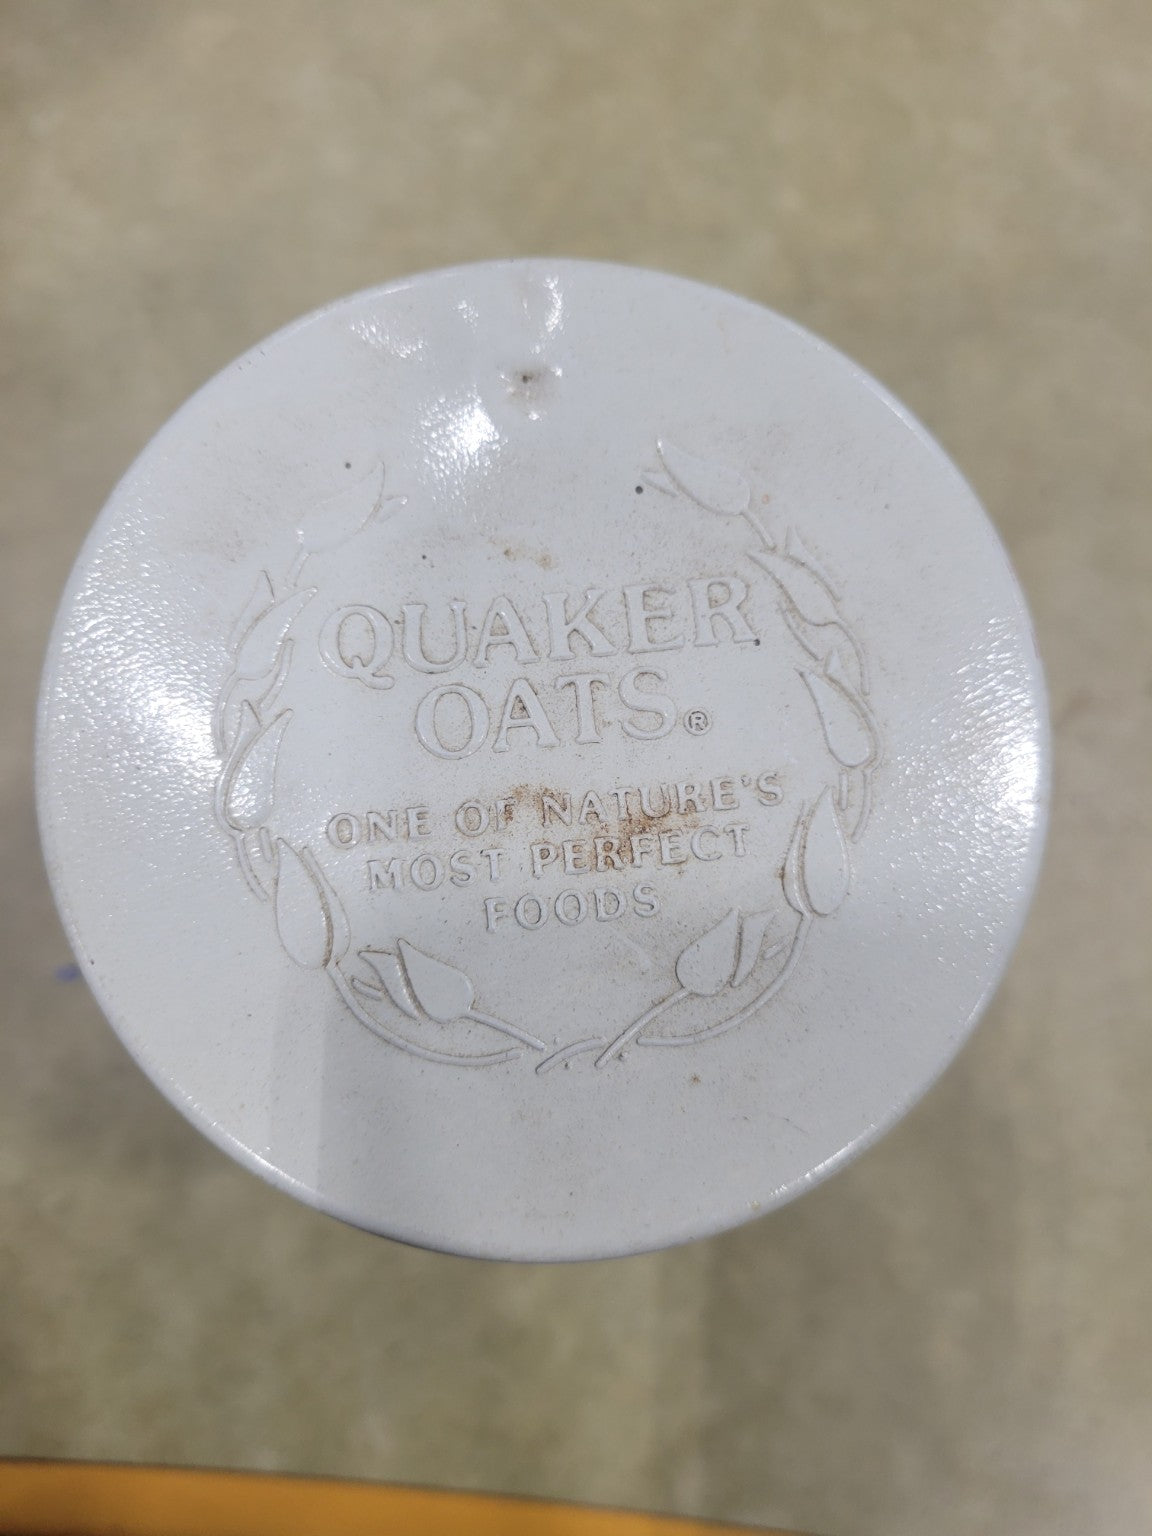 QUAKER
OATS®
ONE OF NATURE'S
MOST PERFECT
FOODS